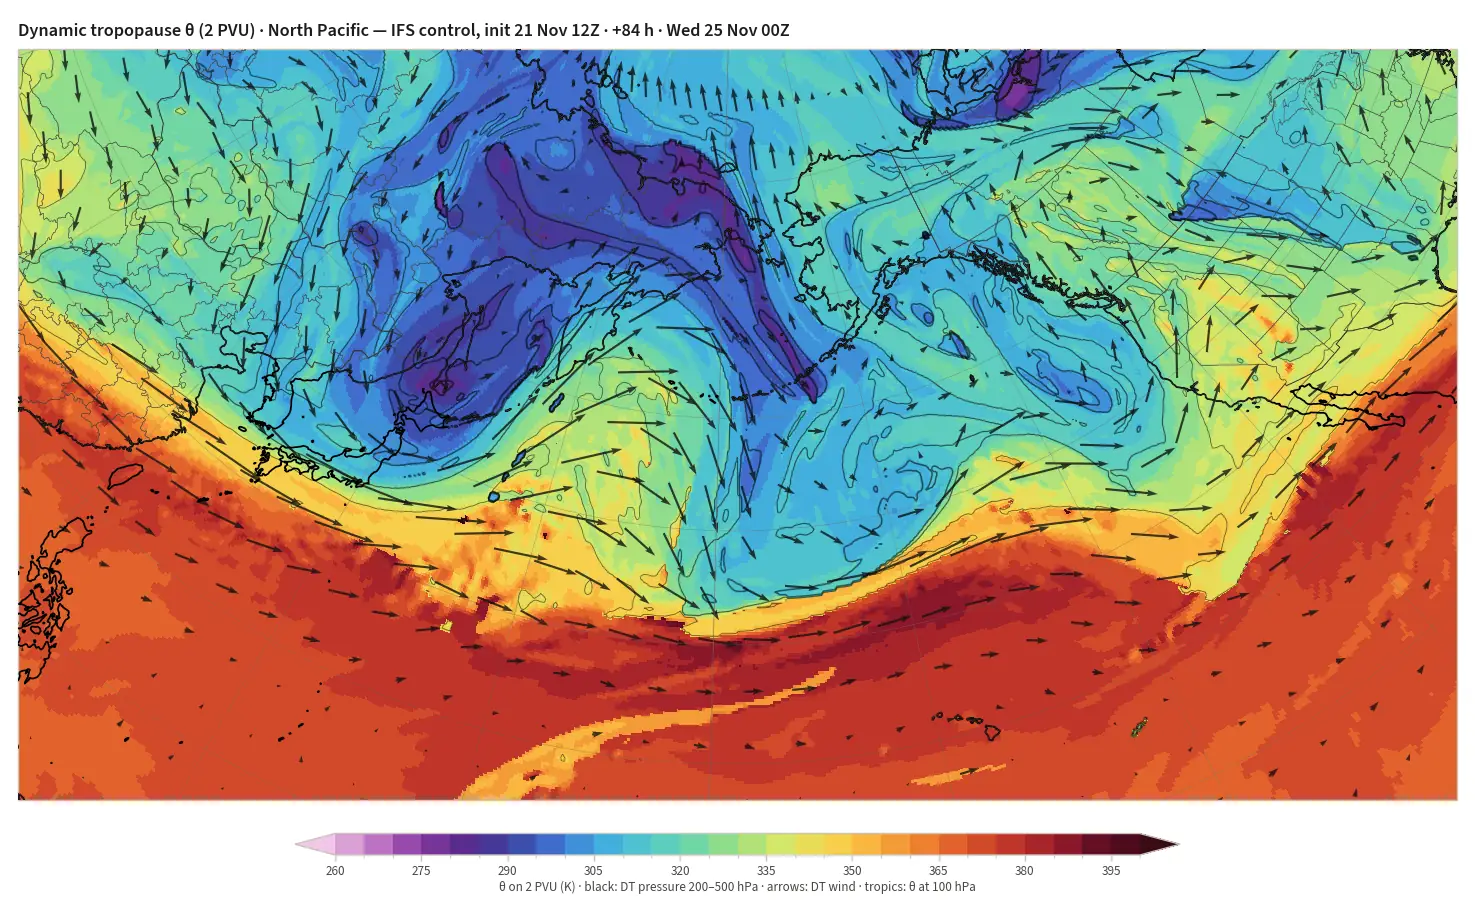 Dynamic tropopause θ (2 PVU) · North Pacific — IFS control, init 21 Nov 12Z · +84 h · Wed 25 Nov 00Z
260 275 290 305 320 335 350 365 380 395
θ on 2 PVU (K) · black: DT pressure 200–500 hPa · arrows: DT wind · tropics: θ at 100 hPa